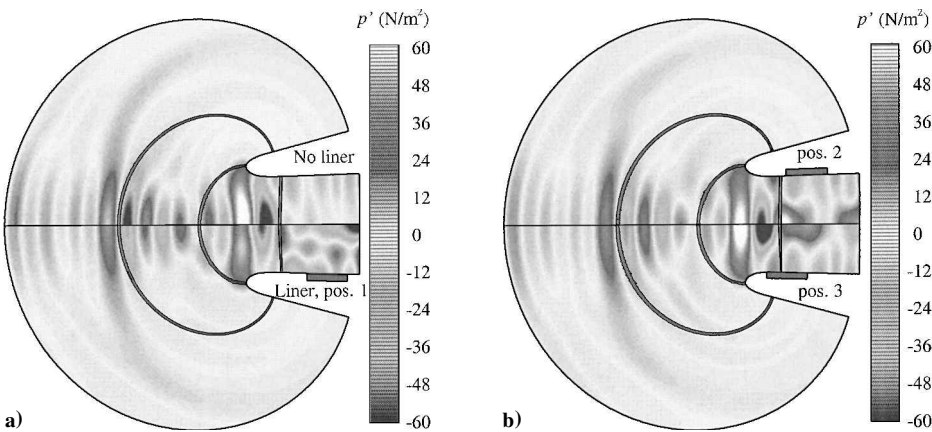 p' (N/m²)
60
48
36
24
12
0
-12
-24
-36
-48
-60
No liner
Liner, pos. 1
a)
p' (N/m²)
60
48
36
24
12
0
-12
-24
-36
-48
-60
pos. 2
pos. 3
b)